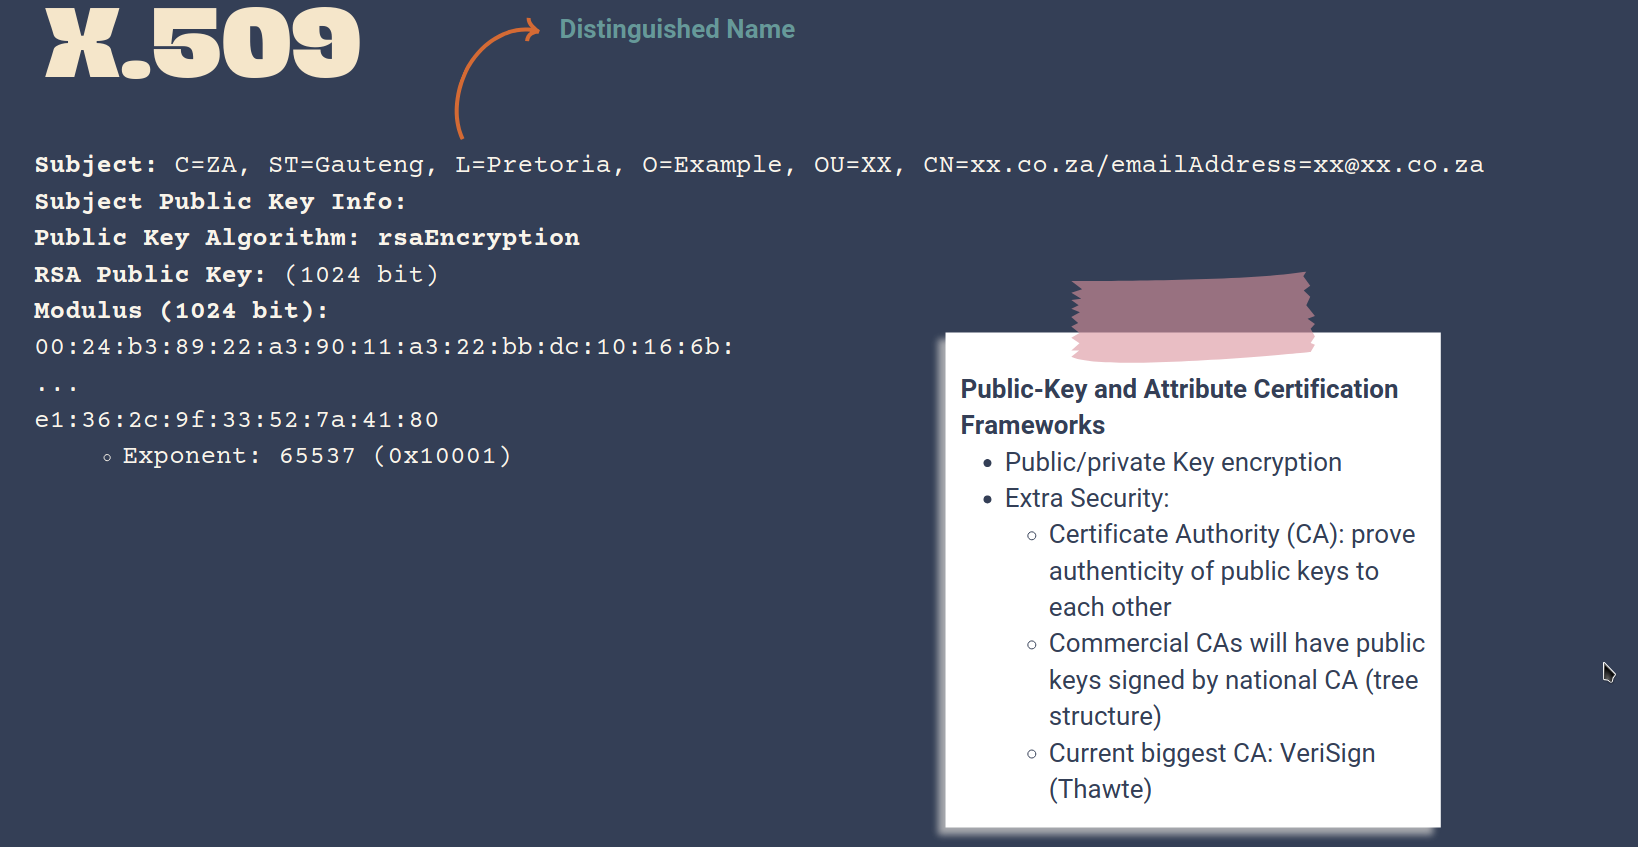 X.509
Distinguished Name
Subject: C=ZA, ST=Gauteng, L=Pretoria, O=Example, OU=XX, CN=xx.co.za/emailAddress=xx@xx.co.za
Subject Public Key Info:
Public Key Algorithm: rsaEncryption
RSA Public Key: (1024 bit)
Modulus (1024 bit):
00:24:b3:89:22:a3:90:11:a3:22:bb:dc:10:16:6b:
...
e1:36:2c:9f:33:52:7a:41:80
◦ Exponent: 65537 (0x10001)
Public-Key and Attribute Certification
Frameworks
• Public/private Key encryption
• Extra Security:
◦ Certificate Authority (CA): prove
authenticity of public keys to
each other
◦ Commercial CAs will have public
keys signed by national CA (tree
structure)
◦ Current biggest CA: VeriSign
(Thawte)